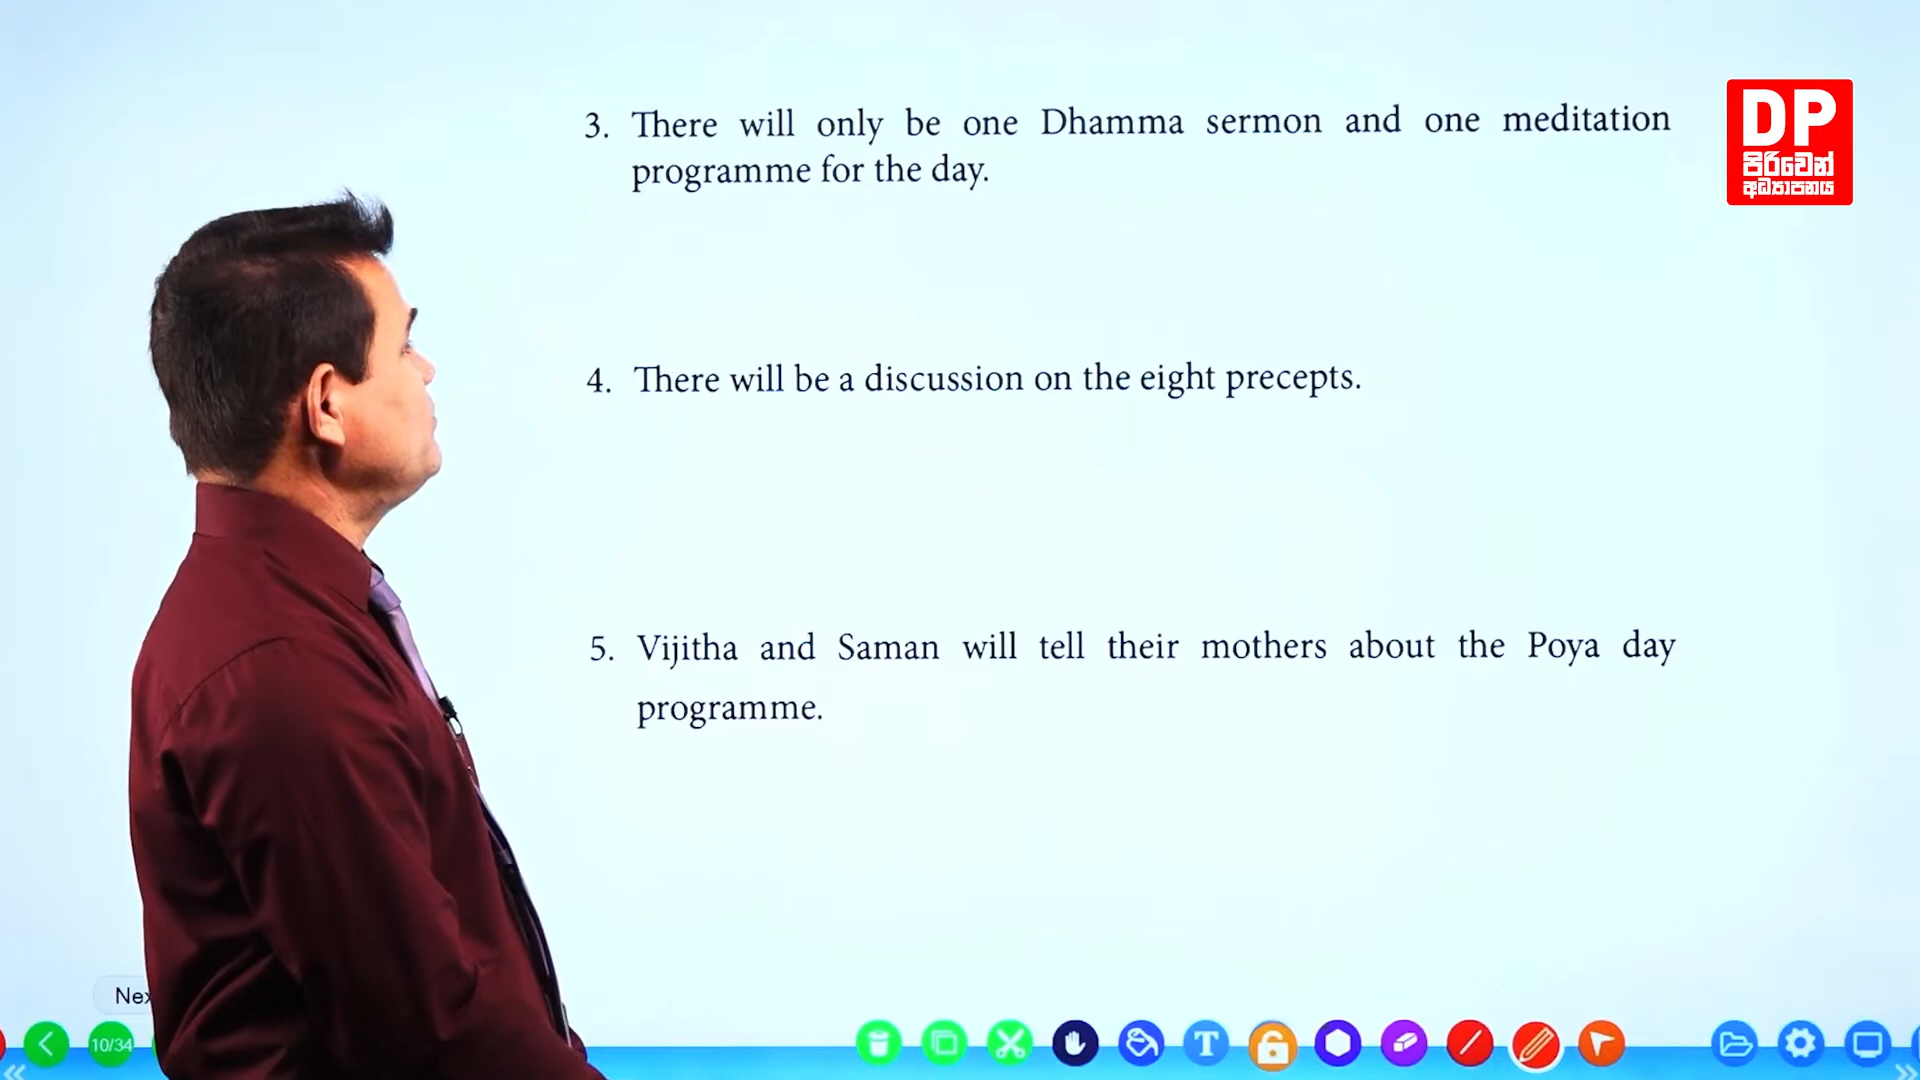 DP
පිරිවෙන්
අධ්‍යාපනය
3. There will only be one Dhamma sermon and one meditation
programme for the day.
4. There will be a discussion on the eight precepts.
5. Vijitha and Saman will tell their mothers about the Poya day
programme.
Nex
10/34
T